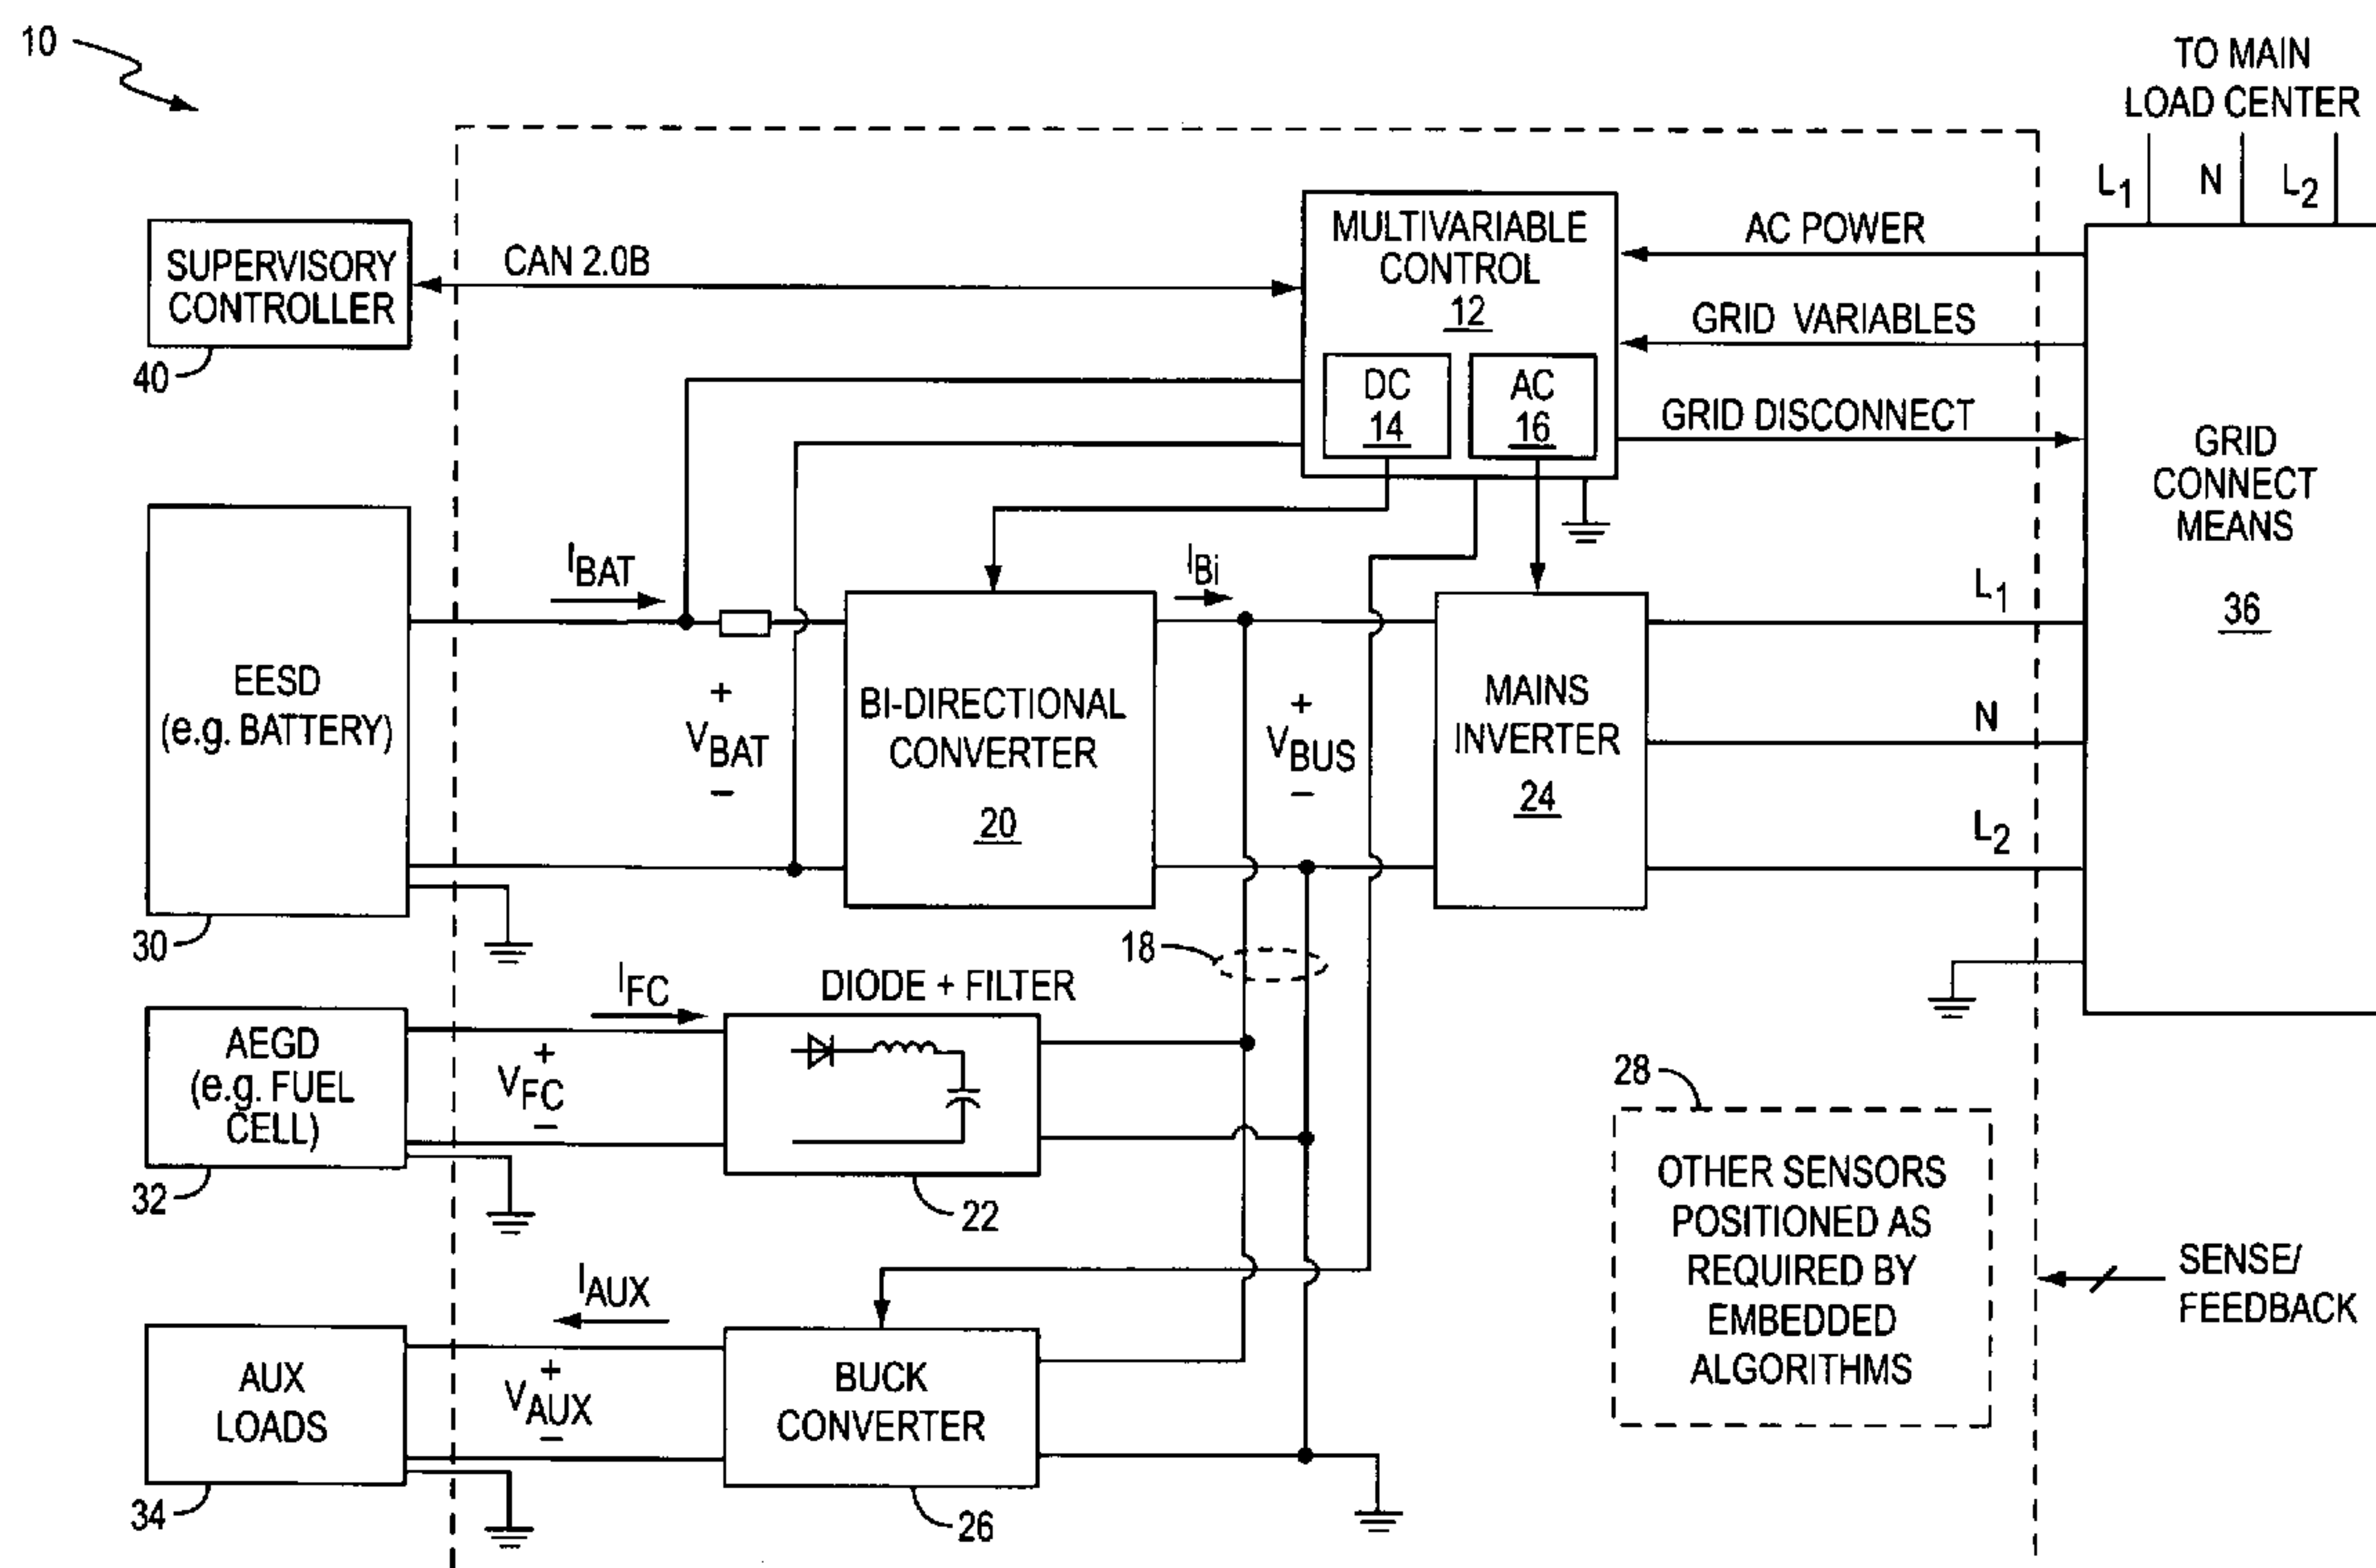 10
TO MAIN
LOAD CENTER
L1 N L2
SUPERVISORY
CONTROLLER
40
CAN 2.0B
MULTIVARIABLE
CONTROL
12
DC
14
AC
16
AC POWER
GRID VARIABLES
GRID DISCONNECT
GRID
CONNECT
MEANS
36
EESD
(e.g. BATTERY)
30
IBAT
+
VBAT
–
BI-DIRECTIONAL
CONVERTER
20
IBi
+
VBUS
–
MAINS
INVERTER
24
L1
N
L2
18
AEGD
(e.g. FUEL
CELL)
32
IFC
+
VFC
–
DIODE + FILTER
22
28
OTHER SENSORS
POSITIONED AS
REQUIRED BY
EMBEDDED
ALGORITHMS
SENSE/
FEEDBACK
AUX
LOADS
34
IAUX
+
VAUX
–
BUCK
CONVERTER
26